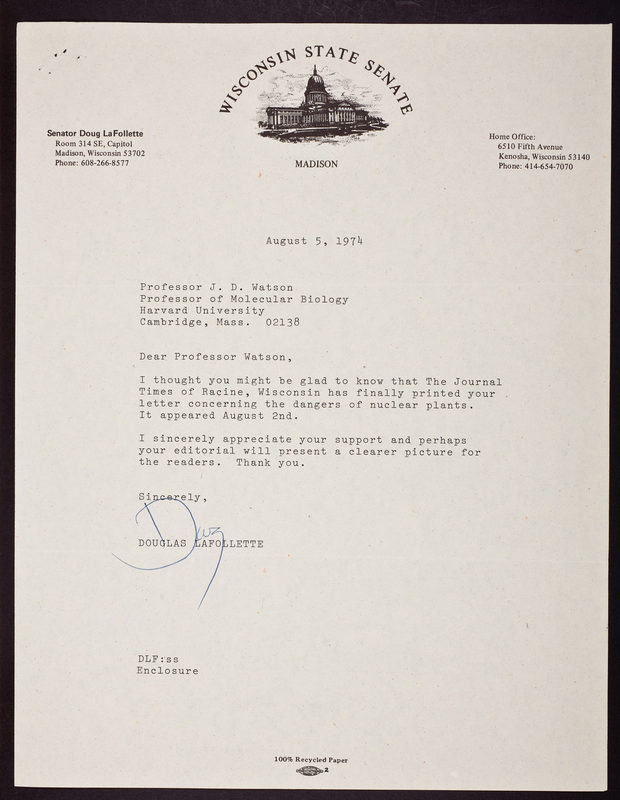 WISCONSIN STATE SENATE
MADISON
Senator Doug LaFollette
Room 314 SE, Capitol
Madison, Wisconsin 53702
Phone: 608-266-8577
Home Office:
6510 Fifth Avenue
Kenosha, Wisconsin 53140
Phone: 414-654-7070
August 5, 1974
Professor J. D. Watson
Professor of Molecular Biology
Harvard University
Cambridge, Mass.  02138
Dear Professor Watson,
I thought you might be glad to know that The Journal
Times of Racine, Wisconsin has finally printed your
letter concerning the dangers of nuclear plants.
It appeared August 2nd.
I sincerely appreciate your support and perhaps
your editorial will present a clearer picture for
the readers.  Thank you.
Sincerely,
Doug
DOUGLAS LAFOLLETTE
DLF:ss
Enclosure
100% Recycled Paper
2